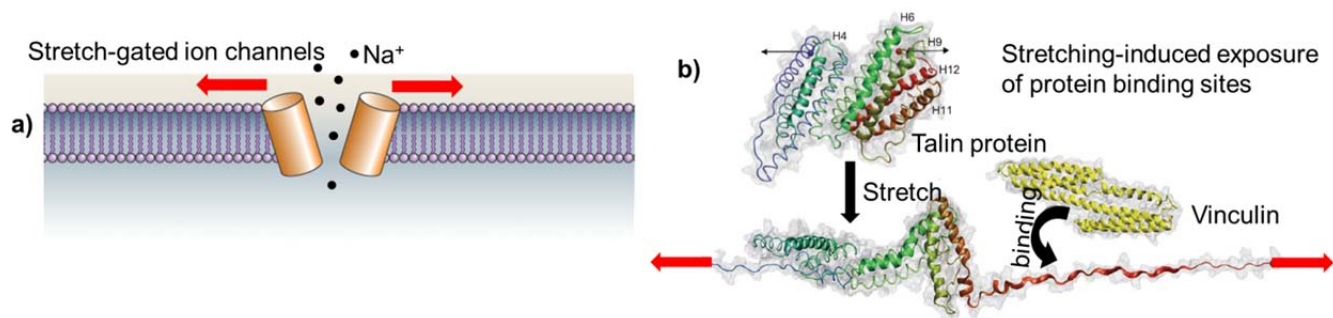 a)
Stretch-gated ion channels
Na⁺
b)
H4
H6
H9
H12
H11
Stretching-induced exposure
of protein binding sites
Talin protein
Stretch
binding
Vinculin